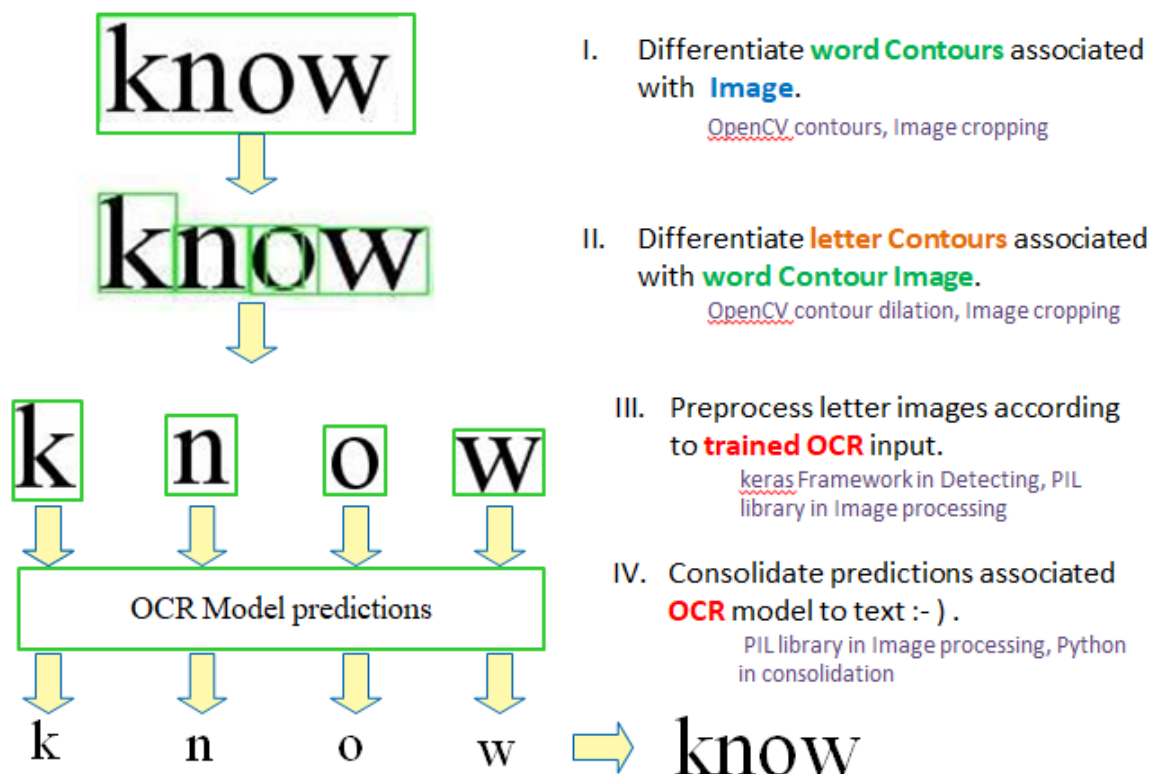 know
I. Differentiate word Contours associated
with Image.
OpenCV contours, Image cropping
know
II. Differentiate letter Contours associated
with word Contour Image.
OpenCV contour dilation, Image cropping
k n o w
III. Preprocess letter images according
to trained OCR input.
keras Framework in Detecting, PIL
library in Image processing
OCR Model predictions
IV. Consolidate predictions associated
OCR model to text :- ) .
PIL library in Image processing, Python
in consolidation
k n o w know